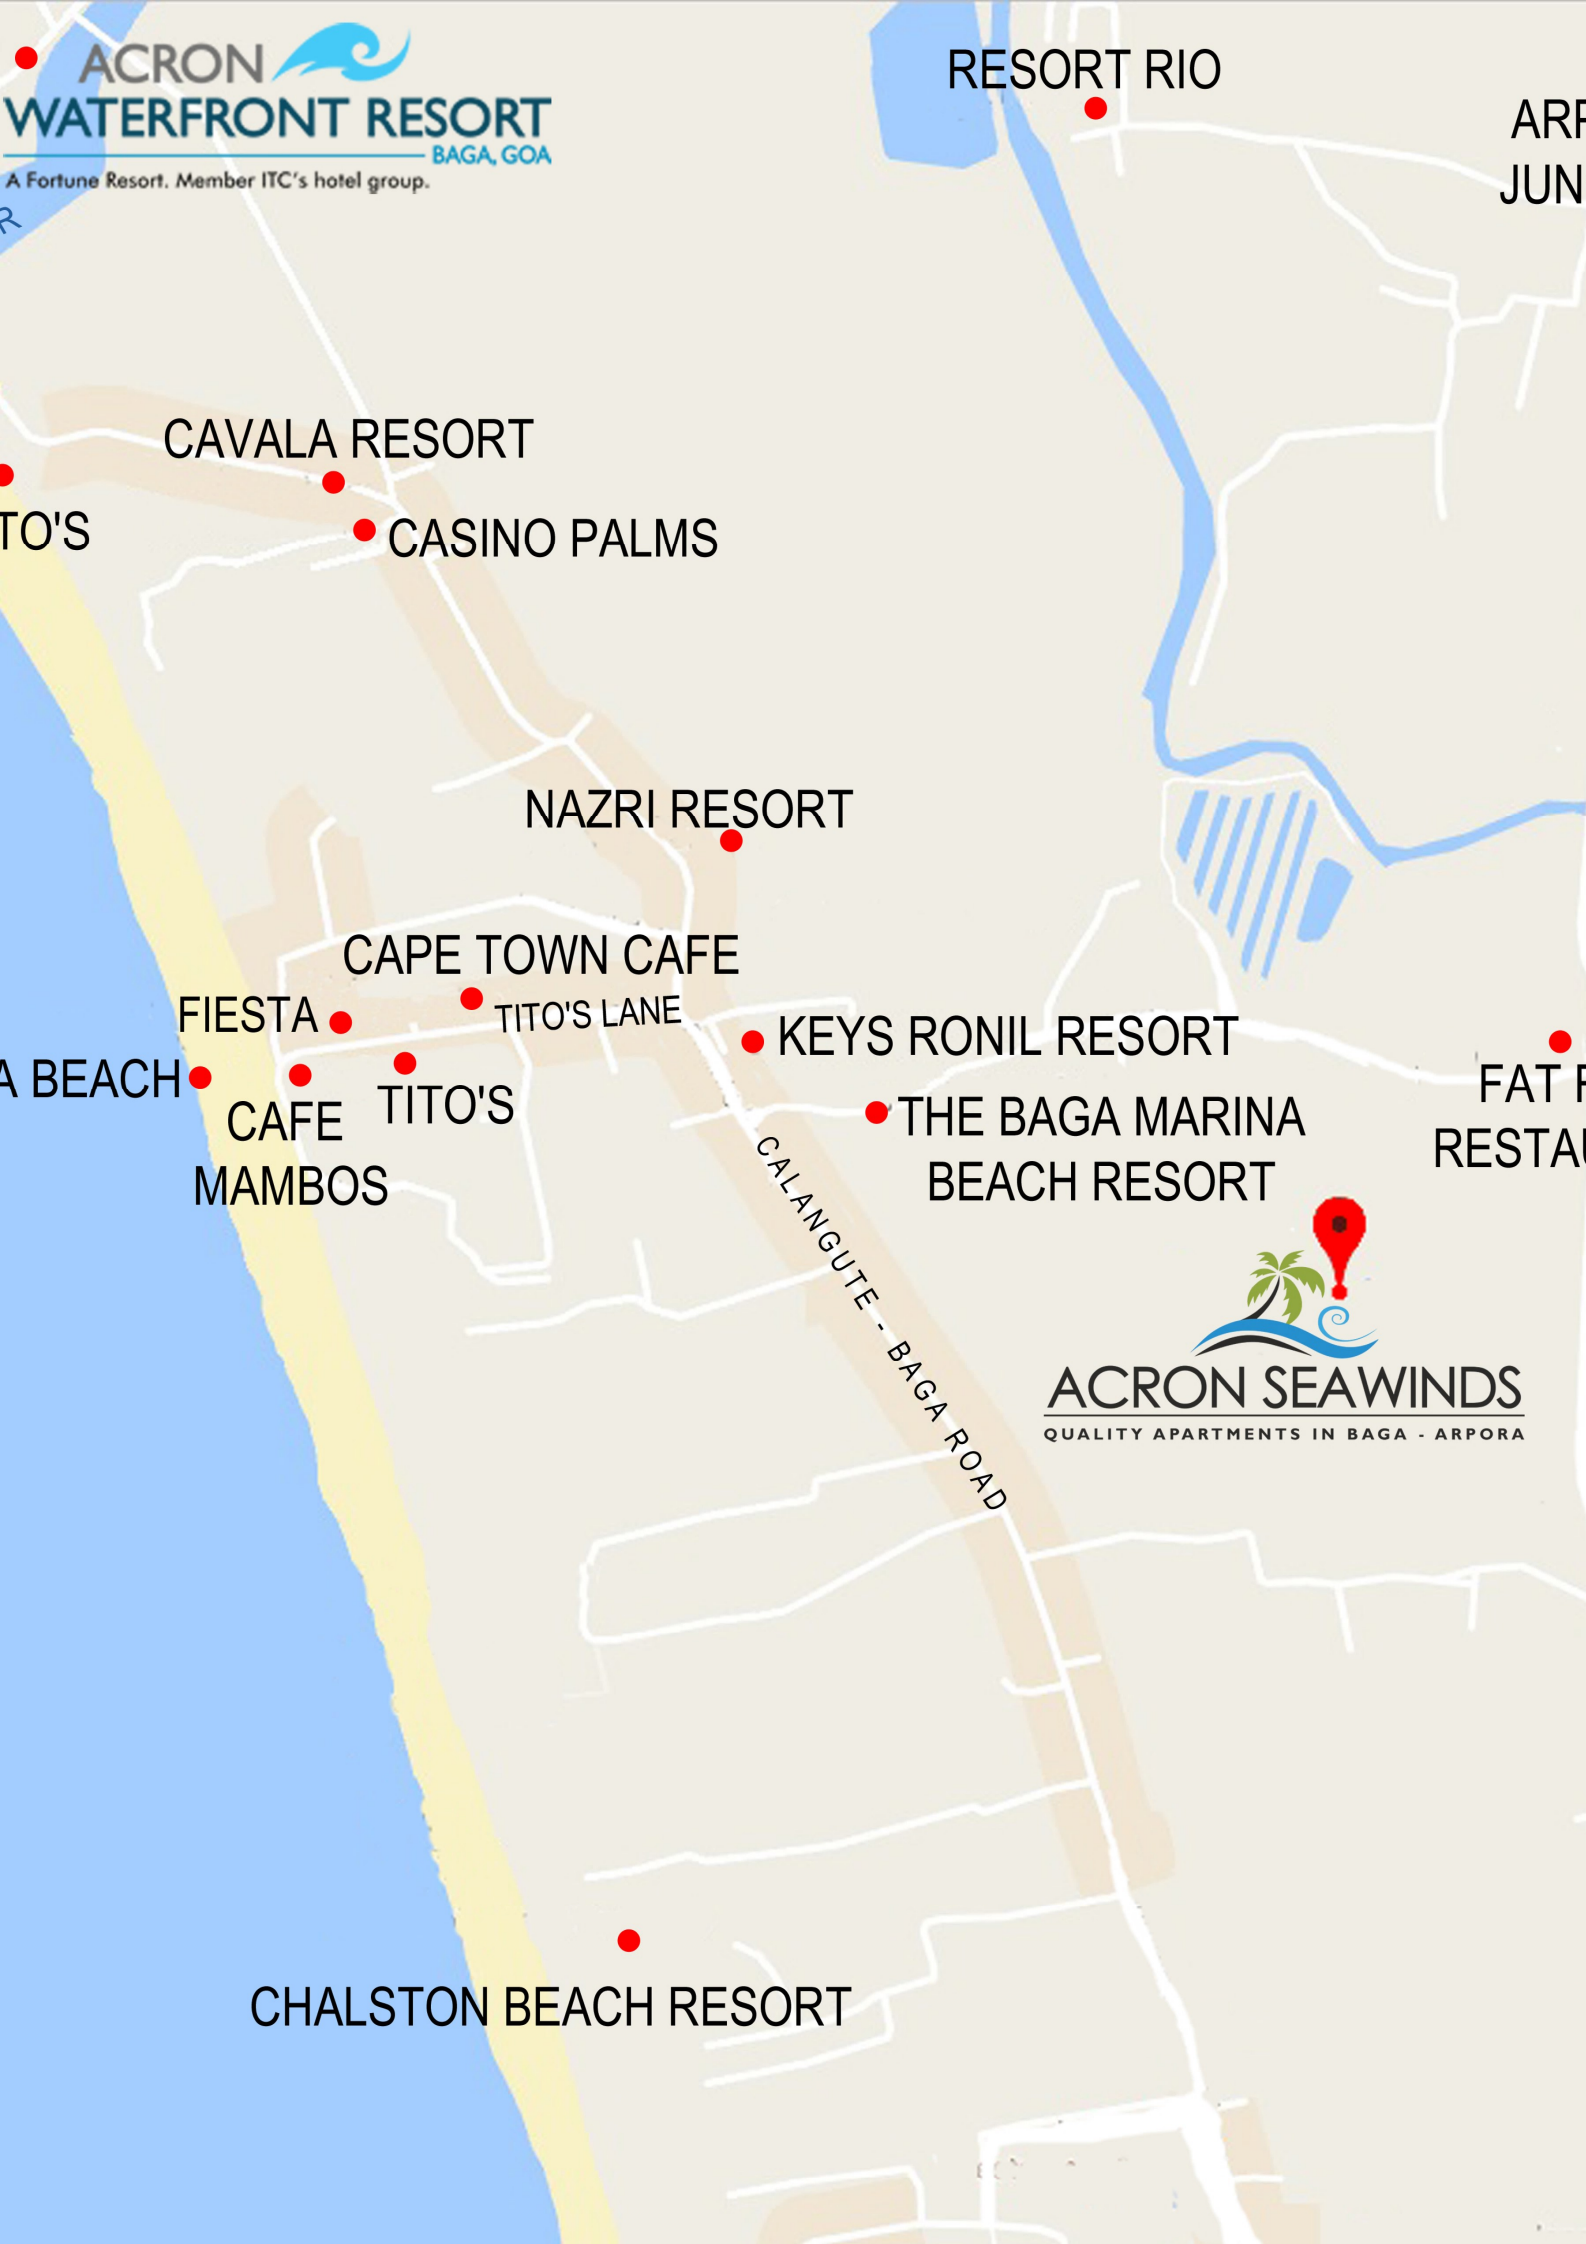 ACRON
WATERFRONT RESORT
BAGA, GOA
A Fortune Resort. Member ITC's hotel group.
R
RESORT RIO
ARP
JUN
CAVALA RESORT
TO'S
CASINO PALMS
NAZRI RESORT
CAPE TOWN CAFE
TITO'S LANE
FIESTA
KEYS RONIL RESORT
A BEACH
CAFE
MAMBOS
TITO'S
THE BAGA MARINA
BEACH RESORT
FAT
RESTAU
CALANGUTE - BAGA ROAD
ACRON SEAWINDS
QUALITY APARTMENTS IN BAGA - ARPORA
CHALSTON BEACH RESORT